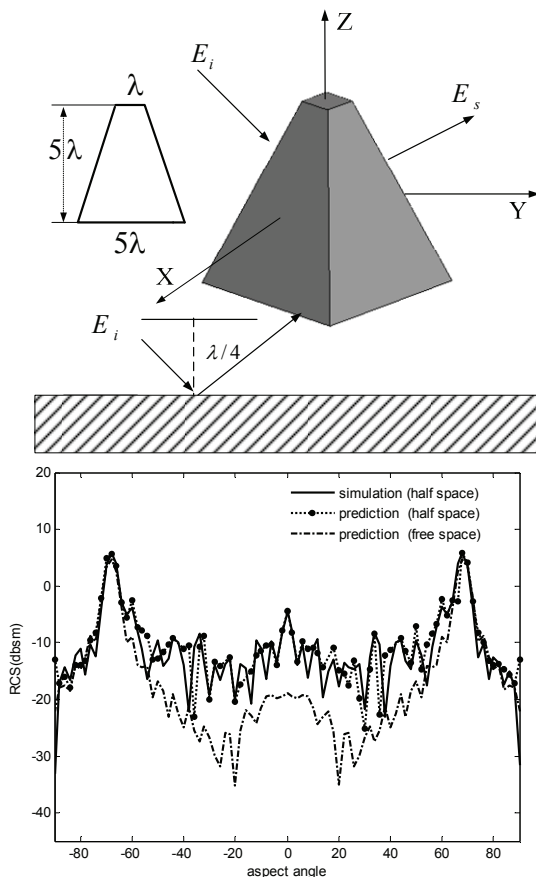 Z
E_i
E_s
λ
5λ
5λ
Y
X
E_i
λ/4
20
10
0
-10
-20
-30
-40
RCS(dbsm)
simulation (half space)
prediction (half space)
prediction (free space)
-80 -60 -40 -20 0 20 40 60 80
aspect angle